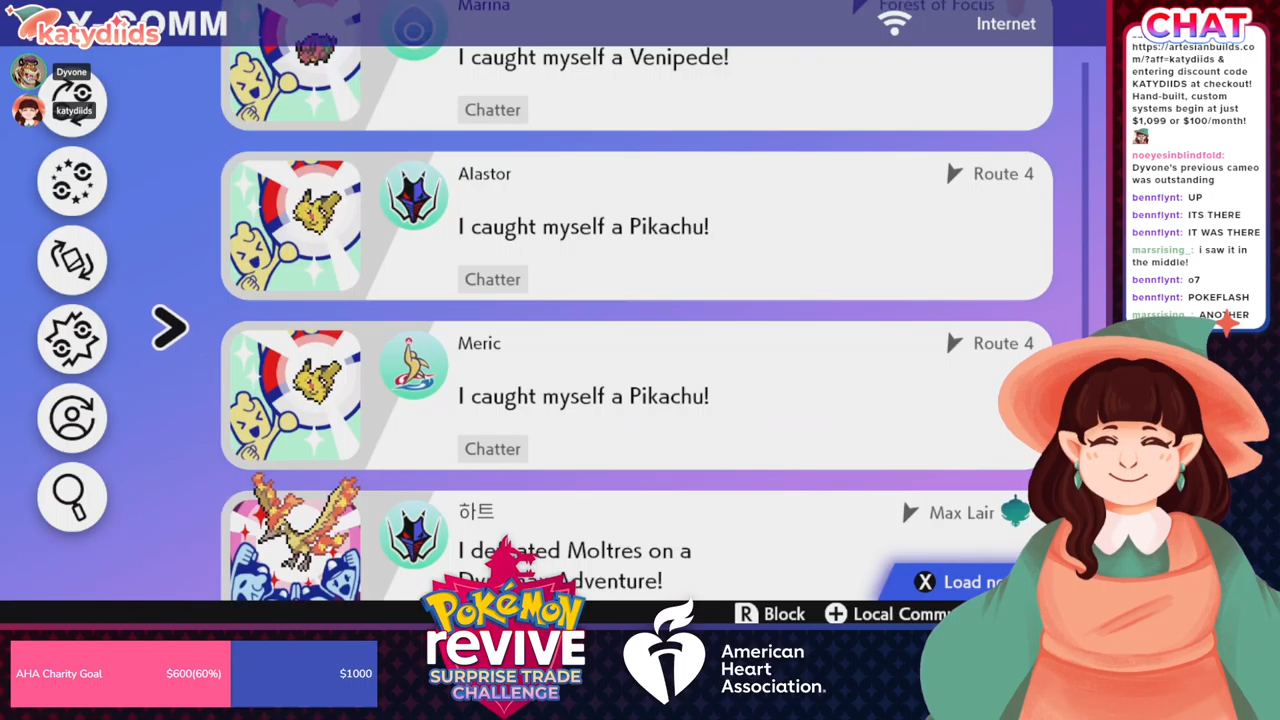 Y-COMM
katydiids
Dyvone
katydiids
Internet
Marina
Forest of Focus
I caught myself a Venipede!
Chatter
Alastor
Route 4
I caught myself a Pikachu!
Chatter
Meric
Route 4
I caught myself a Pikachu!
Chatter
하트
Max Lair
I defeated Moltres on a
Adventure!
X Load
R Block
+ Local
CHAT
https://artesianbuilds.co
m/?aff=katydiids &
entering discount code
KATYDIIDS at checkout!
Hand-built, custom
systems begin at just
$1,099 or $100/month!
noeyesinblindfold:
Dyvone's previous cameo
was outstanding
bennflynt: UP
bennflynt: ITS THERE
bennflynt: IT WAS THERE
marsrising_: i saw it in
the middle!
bennflynt: o7
bennflynt: POKEFLASH
marsrising_: ANOTHER
AHA Charity Goal
$600(60%)
$1000
POKéMON
revive
SURPRISE TRADE
CHALLENGE
American
Heart
Association.